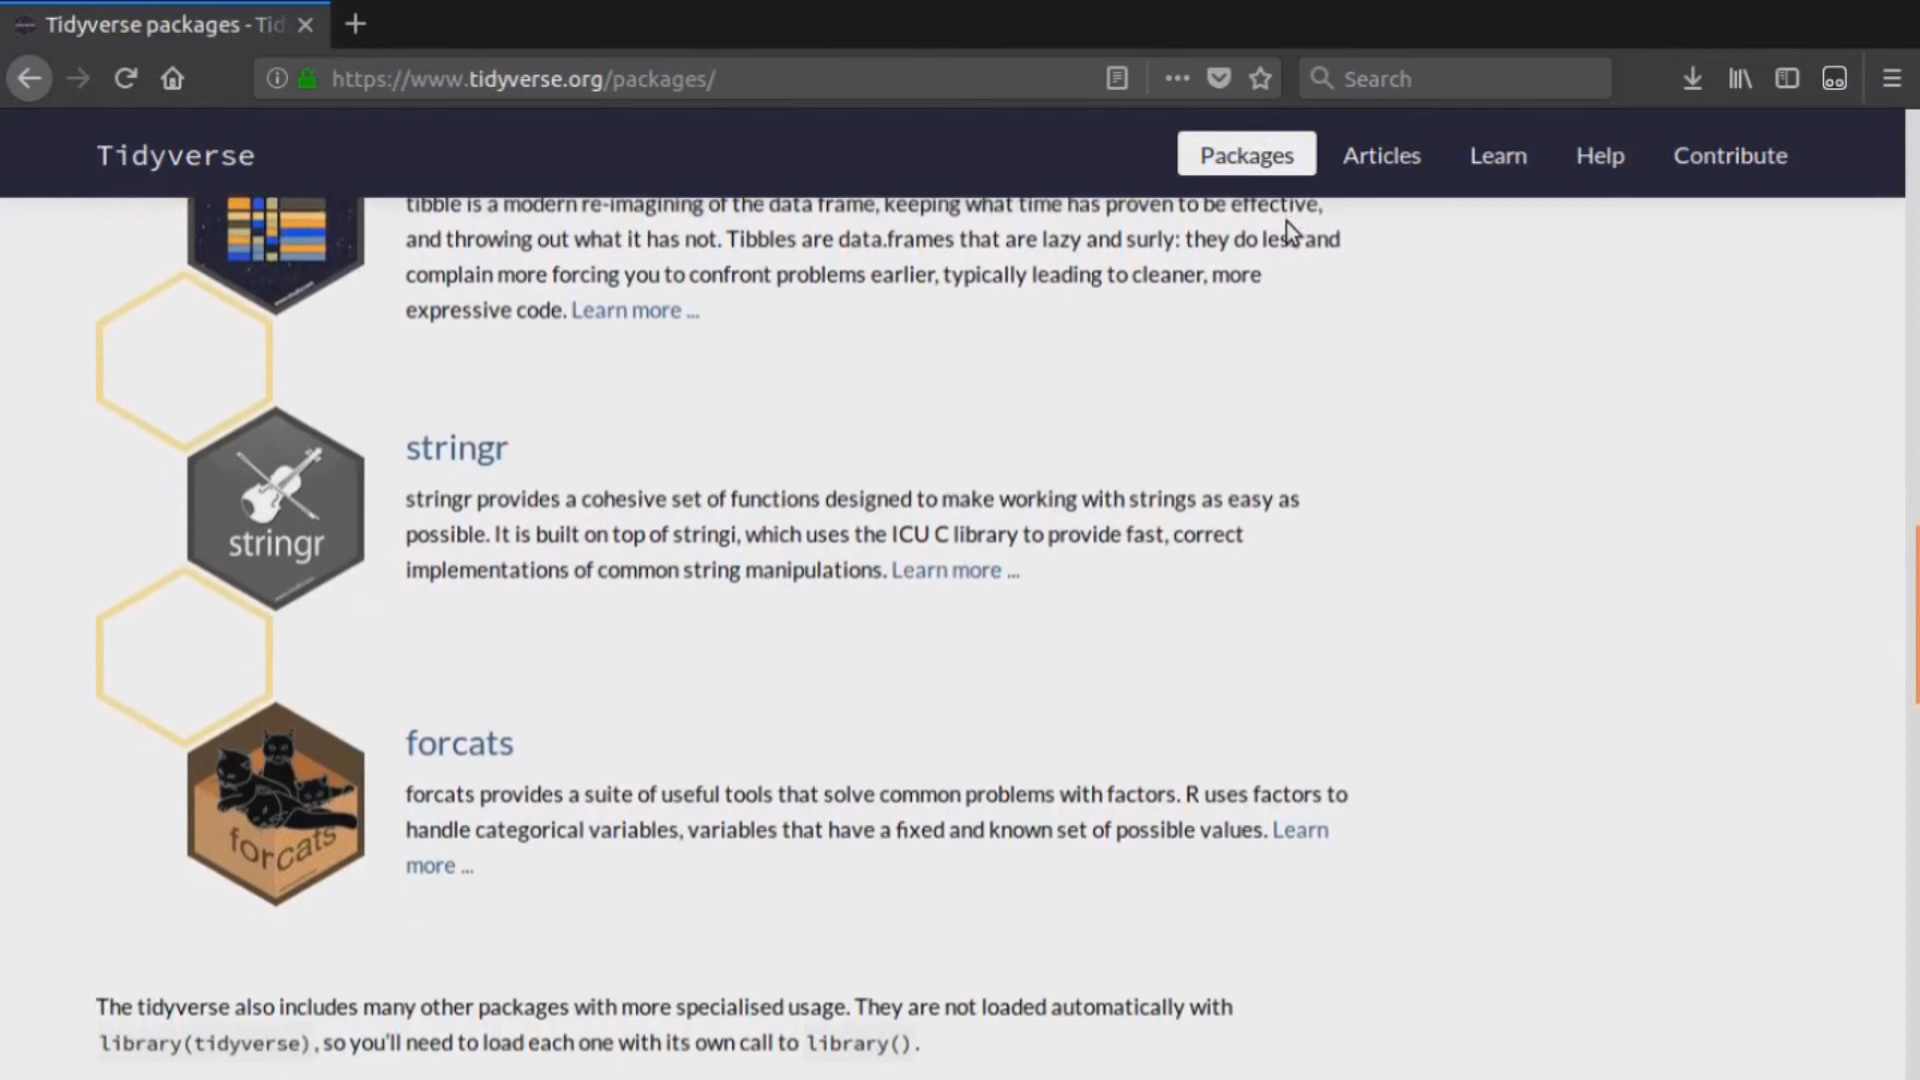 Tidyverse packages - Tid
https://www.tidyverse.org/packages/
Search
Tidyverse
Packages
Articles
Learn
Help
Contribute
tibble is a modern re-imagining of the data frame, keeping what time has proven to be effective,
and throwing out what it has not. Tibbles are data.frames that are lazy and surly: they do less and
complain more forcing you to confront problems earlier, typically leading to cleaner, more
expressive code. Learn more ...
stringr
stringr
stringr provides a cohesive set of functions designed to make working with strings as easy as
possible. It is built on top of stringi, which uses the ICU C library to provide fast, correct
implementations of common string manipulations. Learn more ...
forcats
forcats
forcats provides a suite of useful tools that solve common problems with factors. R uses factors to
handle categorical variables, variables that have a fixed and known set of possible values. Learn
more ...
The tidyverse also includes many other packages with more specialised usage. They are not loaded automatically with
library(tidyverse), so you'll need to load each one with its own call to library().